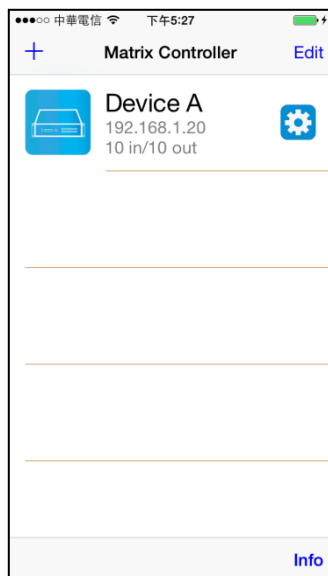 中華電信 下午5:27
+ Matrix Controller Edit
Device A
192.168.1.20
10 in/10 out
Info